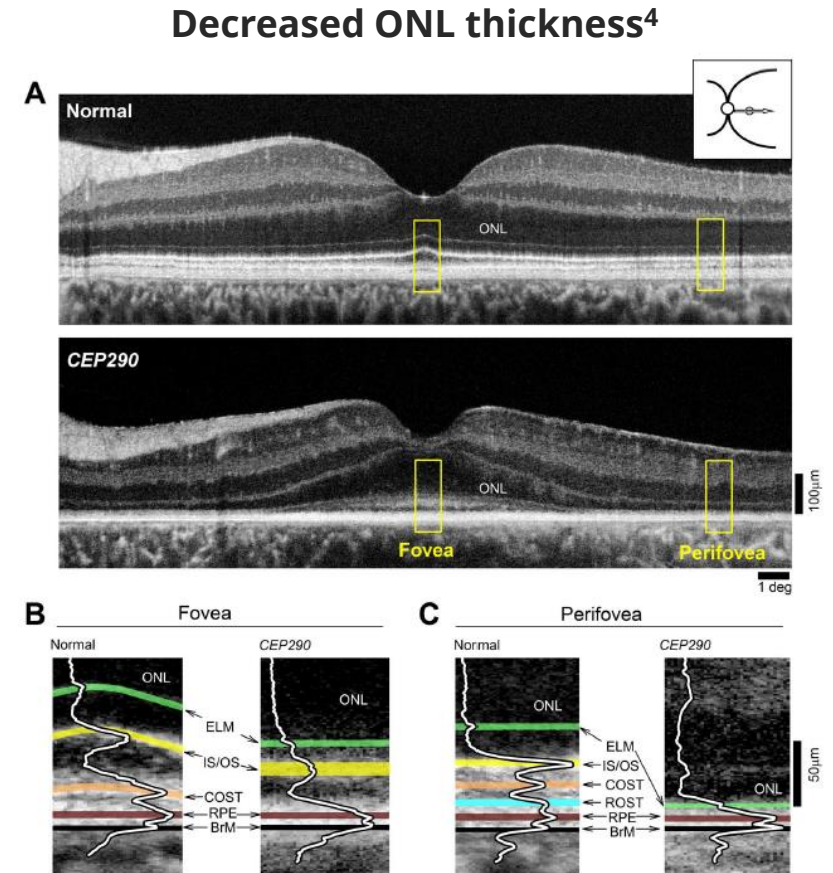 Decreased ONL thickness4
A
Normal
ONL
CEP290
ONL
Fovea
Perifovea
100μm
1 deg
B
Fovea
Normal
CEP290
ONL
ONL
ELM
IS/OS
COST
RPE
BrM
C
Perifovea
Normal
CEP290
ONL
ELM
IS/OS
COST
ROST
RPE
BrM
ONL
50μm